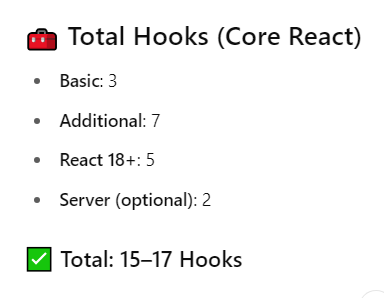 🧰 Total Hooks (Core React)
• Basic: 3
• Additional: 7
• React 18+: 5
• Server (optional): 2
✅ Total: 15–17 Hooks